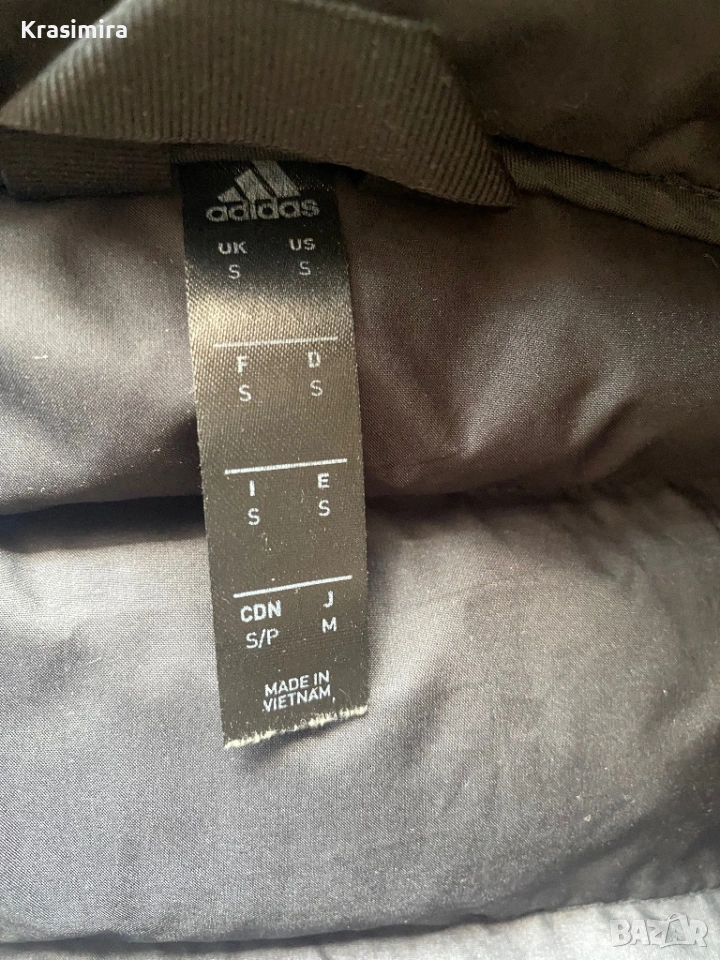 Krasimira
adidas
UK US
S S
F D
S S
I E
S S
CDN J
S/P M
MADE IN
VIETNAM
BAZAR